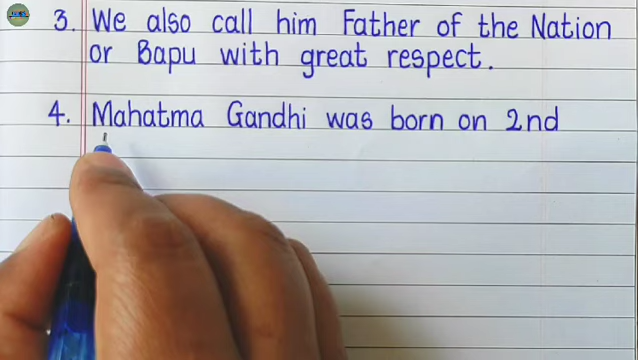 3. We also call him Father of the Nation
or Bapu with great respect.
4. Mahatma Gandhi was born on 2nd